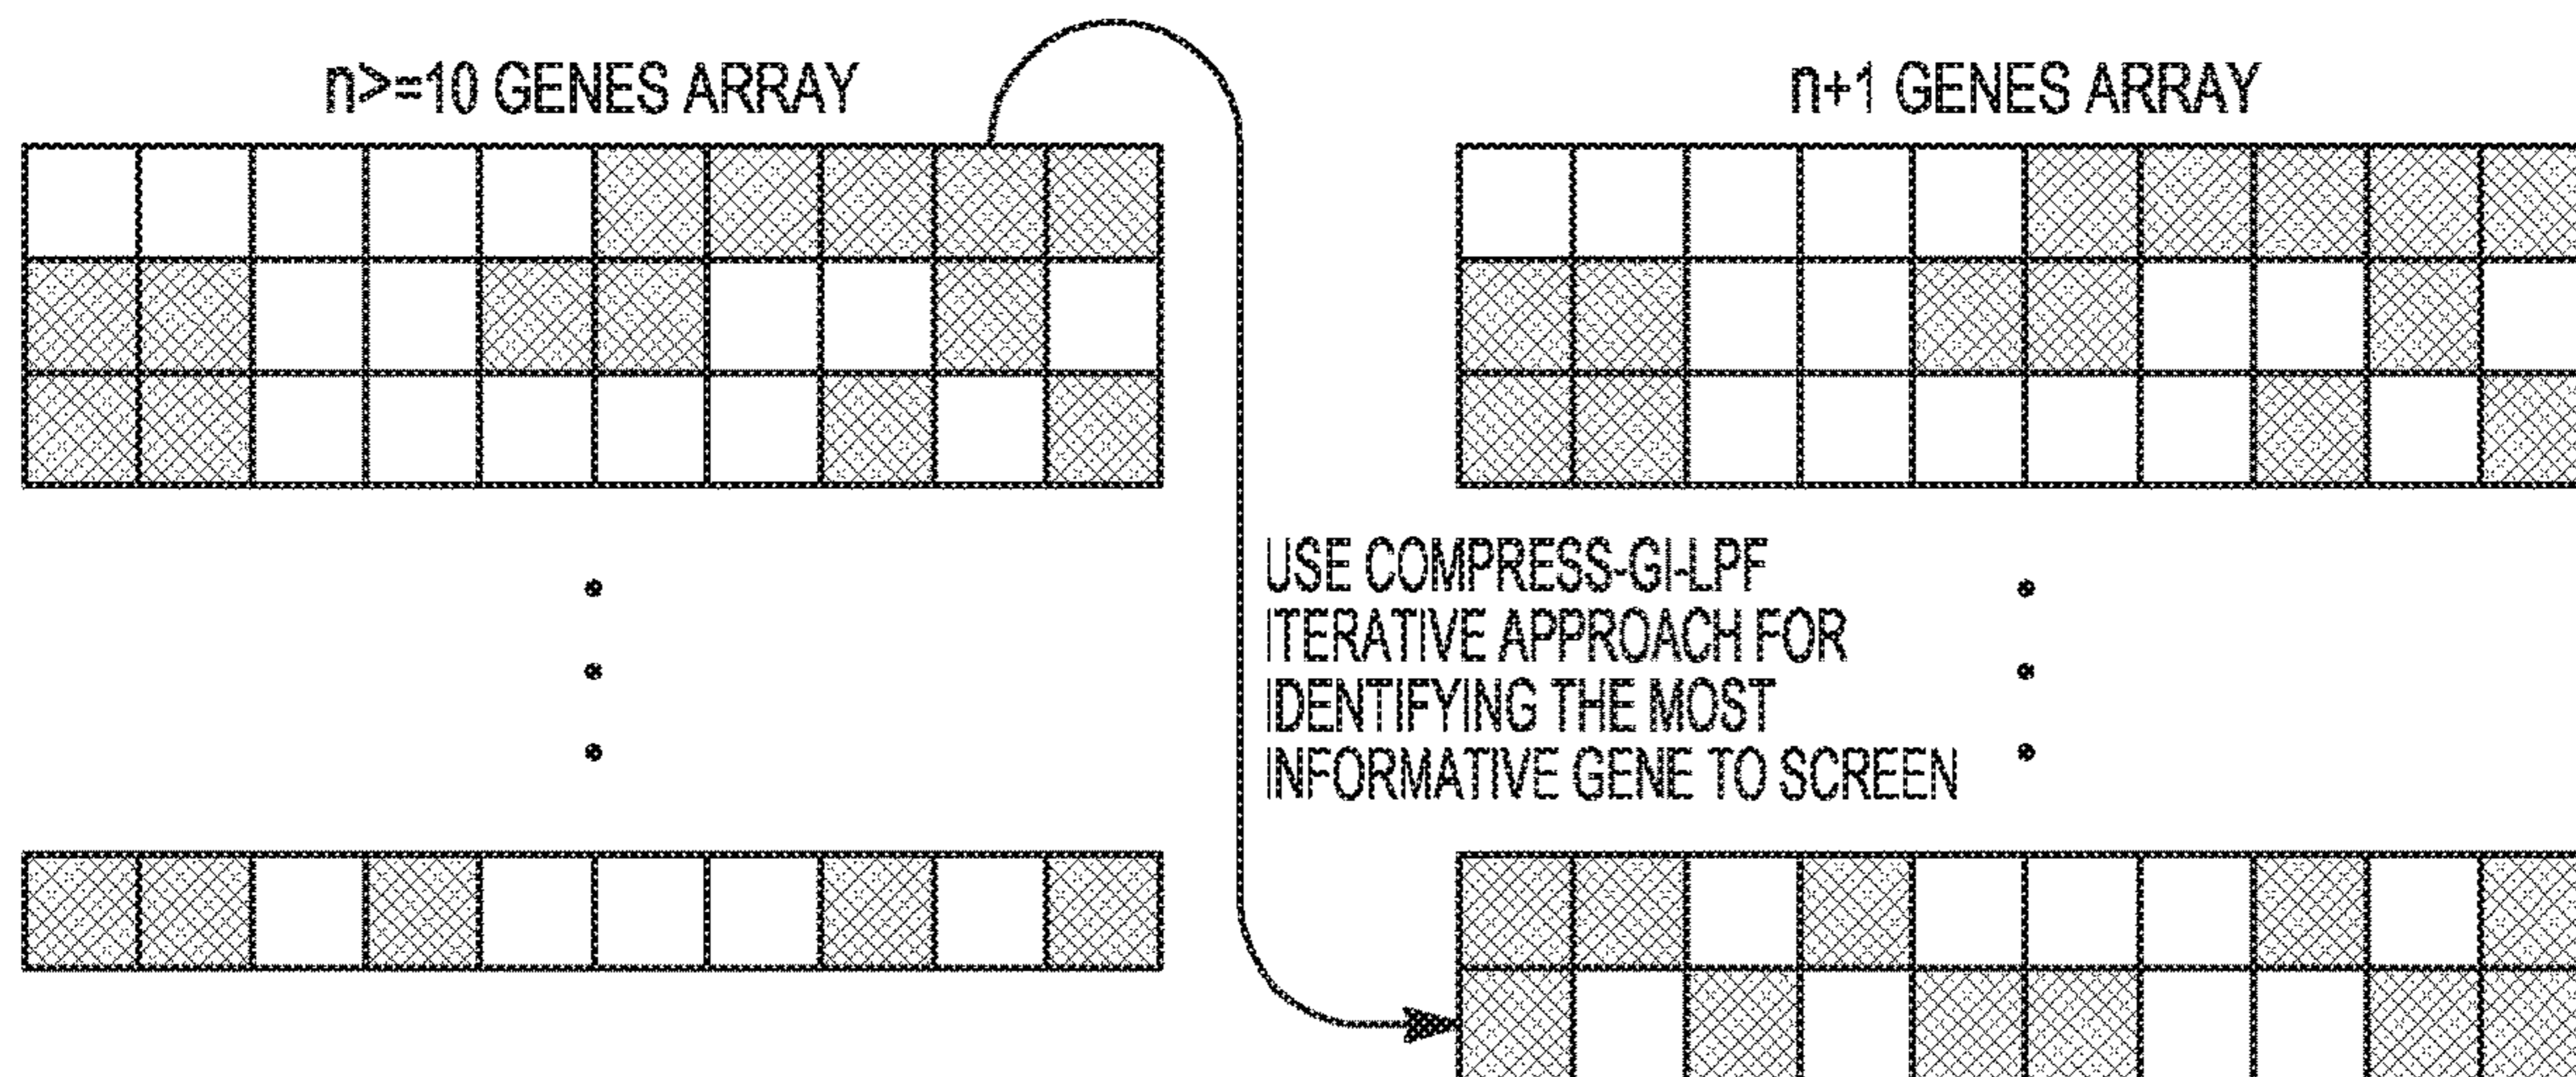 n>=10 GENES ARRAY
n+1 GENES ARRAY
USE COMPRESS-GI-LPF
ITERATIVE APPROACH FOR
IDENTIFYING THE MOST
INFORMATIVE GENE TO SCREEN